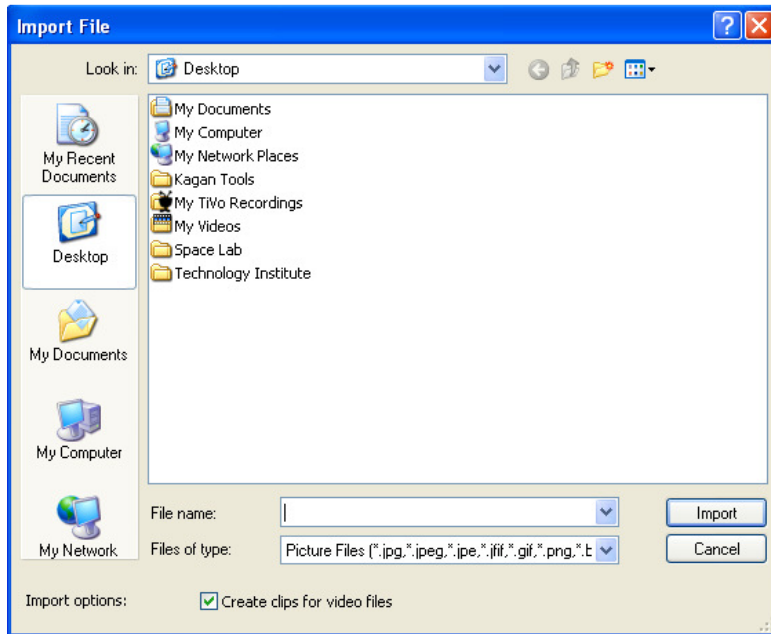 Import File
Look in: Desktop
My Recent
Documents
Desktop
My Documents
My Computer
My Network
My Documents
My Computer
My Network Places
Kagan Tools
My TiVo Recordings
My Videos
Space Lab
Technology Institute
File name: Import
Files of type: Picture Files (*.jpg,*.jpeg,*.jpe,*.jfif,*.gif,*.png,*.b Cancel
Import options: Create clips for video files